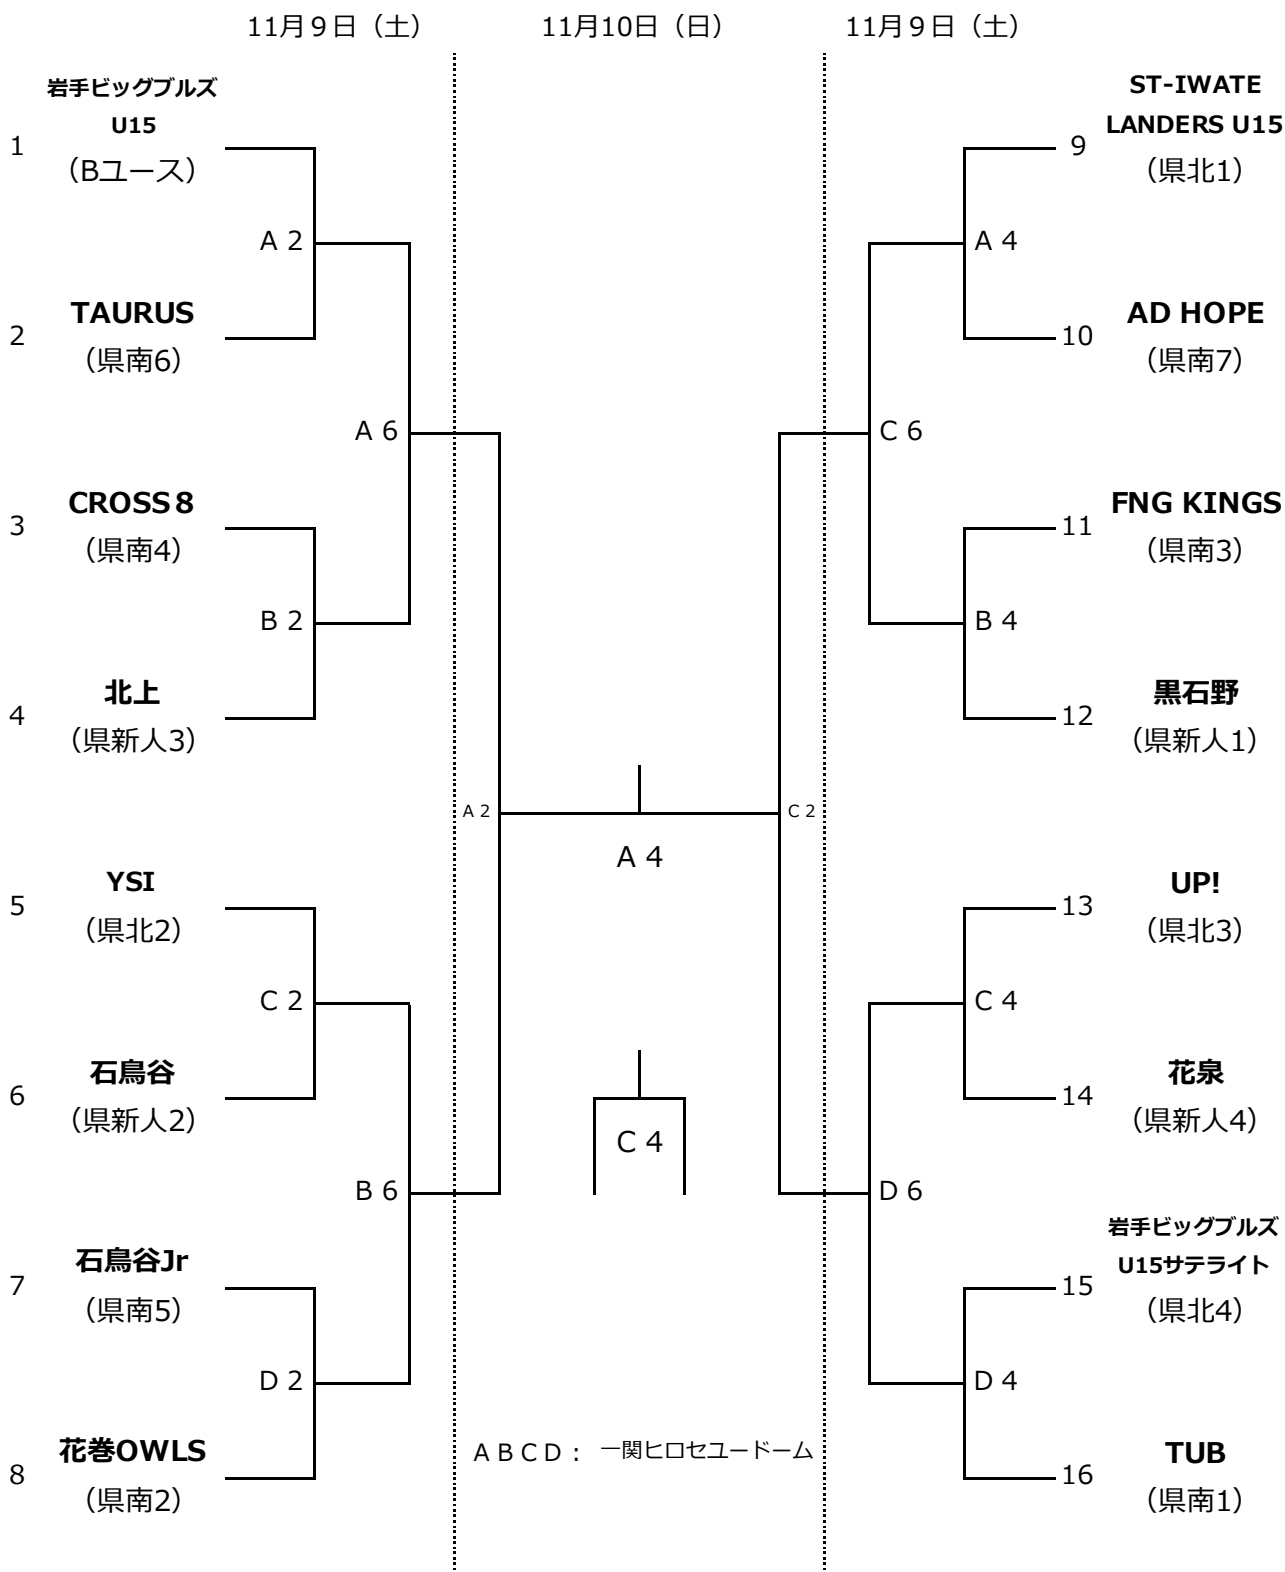 11月９日（土）
11月10日（日）
11月９日（土）
岩手ビッグブルズ
U15
1
（Bユース）
A 2
TAURUS
2
（県南6）
A 6
CROSS８
3
（県南4）
B 2
北上
4
（県新人3）
YSI
5
（県北2）
C 2
石鳥谷
6
（県新人2）
B 6
石鳥谷Jr
7
（県南5）
D 2
花巻OWLS
8
（県南2）
A 2
A 4
C 2
C 4
A B C D： 一関ヒロセユードーム
ST-IWATE
LANDERS U15
9
（県北1）
A 4
AD HOPE
10
（県南7）
C 6
FNG KINGS
11
（県南3）
B 4
黒石野
12
（県新人1）
UP!
13
（県北3）
C 4
花泉
14
（県新人4）
D 6
岩手ビッグブルズ
U15サテライト
15
（県北4）
D 4
TUB
16
（県南1）